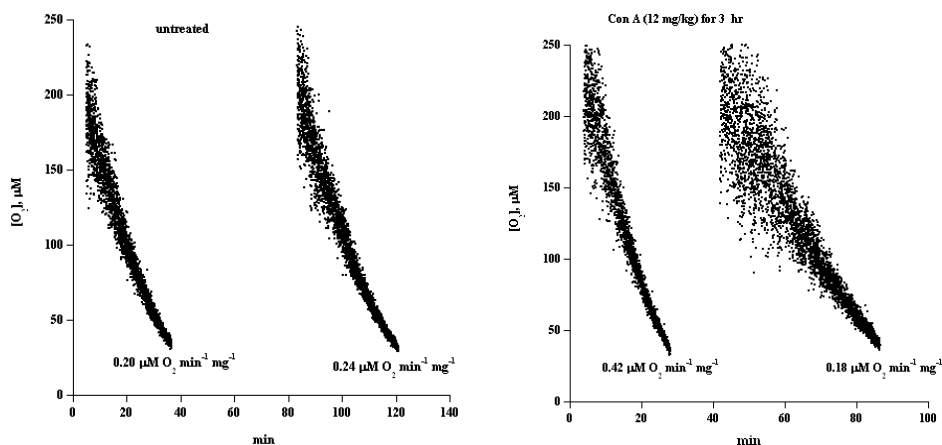 untreated
250
200
150
100
50
0
[O2], µM
0.20 µM O2 min-1 mg-1
0.24 µM O2 min-1 mg-1
0 20 40 60 80 100 120 140
min
Con A (12 mg/kg) for 3 hr
250
200
150
100
50
0
[O2], µM
0.42 µM O2 min-1 mg-1
0.18 µM O2 min-1 mg-1
0 20 40 60 80 100
min